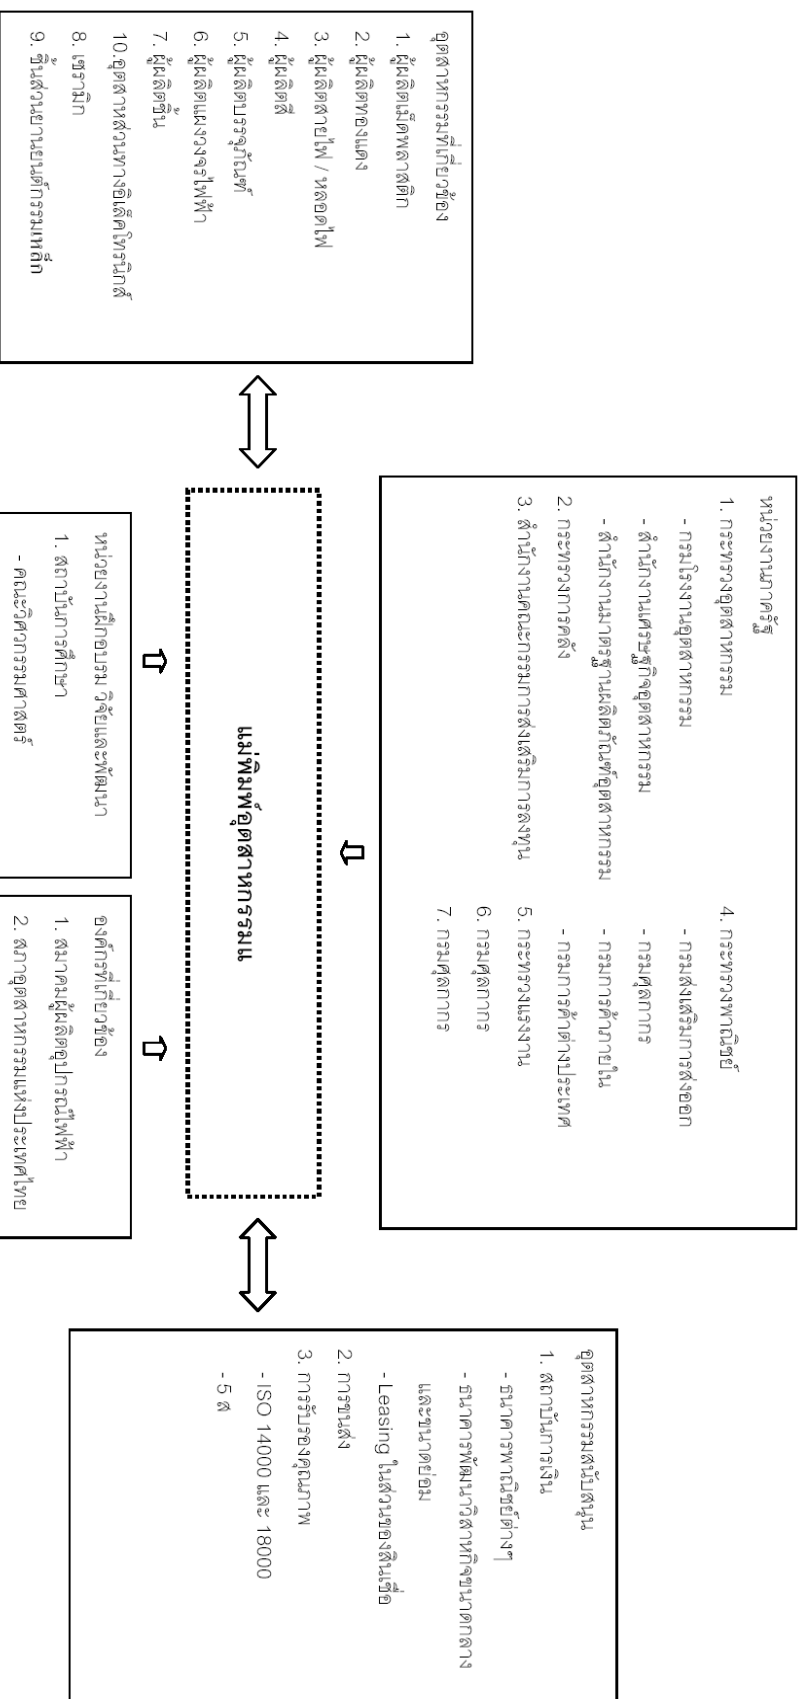 อุตสาหกรรมที่เกี่ยวข้อง
1. ผู้ผลิตเม็ดพลาสติก
2. ผู้ผลิตทองแดง
3. ผู้ผลิตสายไฟ / หลอดไฟ
4. ผู้ผลิตสี
5. ผู้ผลิตบรรจุภัณฑ์
6. ผู้ผลิตแผงวงจรไฟฟ้า
7. ผู้ผลิตชิ้น
10.อุตสาหส่วนทางอิเล็คโทรนิกส์
8. เซรามิก
9. ชิ้นส่วนยานยนต์กรรมเหล็ก
หน่วยงานภาครัฐ
1. กระทรวงอุตสาหกรรม
- กรมโรงงานอุตสาหกรรม
- สำนักงานเศรษฐกิจอุตสาหกรรม
- สำนักงานมาตรฐานผลิตภัณฑ์อุตสาหกรรม
2. กระทรวงการคลัง
3. สำนักงานคณะกรรมการส่งเสริมการลงทุน
4. กระทรวงพาณิชย์
- กรมส่งเสริมการส่งออก
- กรมศุลกากร
- กรมการค้าภายใน
- กรมการค้าต่างประเทศ
5. กระทรวงแรงงาน
6. กรมศุลกากร
7. กรมศุลกากร
แม่พิมพ์อุตสาหกรรมแ
หน่วยงานฝึกอบรม วิจัยและพัฒนา
1. สถาบันการศึกษา
- คณะวิศวกรรมศาสตร์
องค์กรที่เกี่ยวข้อง
1. สมาคมผู้ผลิตอุปกรณ์ไฟฟ้า
2. สภาอุตสาหกรรมแห่งประเทศไทย
อุตสาหกรรมสนับสนุน
1. สถาบันการเงิน
- ธนาคารพาณิชย์ต่างๆ
- ธนาคารพัฒนาวิสาหกิจขนาดกลาง
และขนาดย่อม
- Leasing ในส่วนของสินเชื่อ
2. การขนส่ง
3. การรับรองคุณภาพ
- ISO 14000 และ 18000
- 5 ส